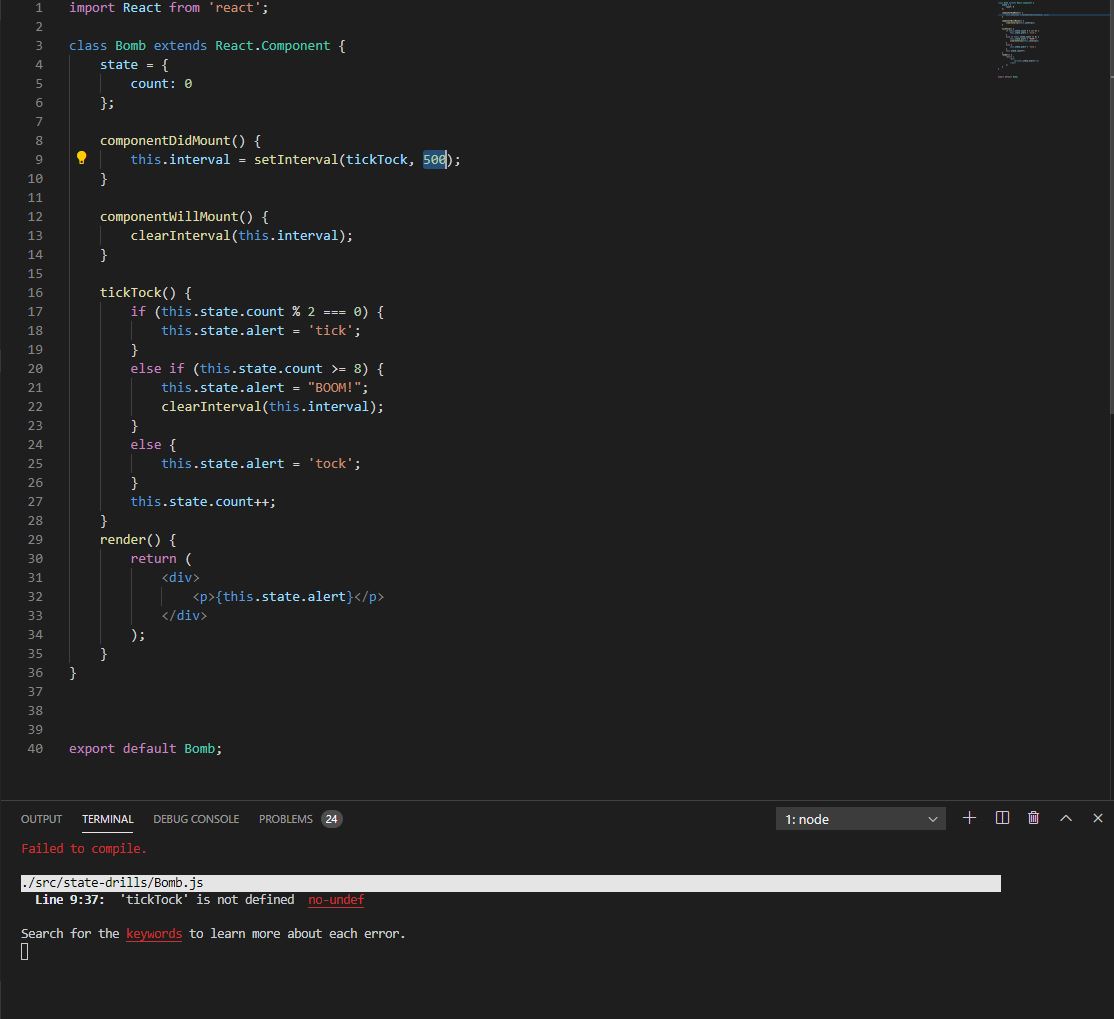 1 import React from 'react';
2
3 class Bomb extends React.Component {
4 state = {
5 count: 0
6 };
7
8 componentDidMount() {
9 this.interval = setInterval(tickTock, 500);
10 }
11
12 componentWillMount() {
13 clearInterval(this.interval);
14 }
15
16 tickTock() {
17 if (this.state.count % 2 === 0) {
18 this.state.alert = 'tick';
19 }
20 else if (this.state.count >= 8) {
21 this.state.alert = "BOOM!";
22 clearInterval(this.interval);
23 }
24 else {
25 this.state.alert = 'tock';
26 }
27 this.state.count++;
28 }
29 render() {
30 return (
31 <div>
32 <p>{this.state.alert}</p>
33 </div>
34 );
35 }
36 }
37
38
39
40 export default Bomb;
OUTPUT TERMINAL DEBUG CONSOLE PROBLEMS 24 1: node
Failed to compile.
./src/state-drills/Bomb.js
Line 9:37: 'tickTock' is not defined no-undef
Search for the keywords to learn more about each error.